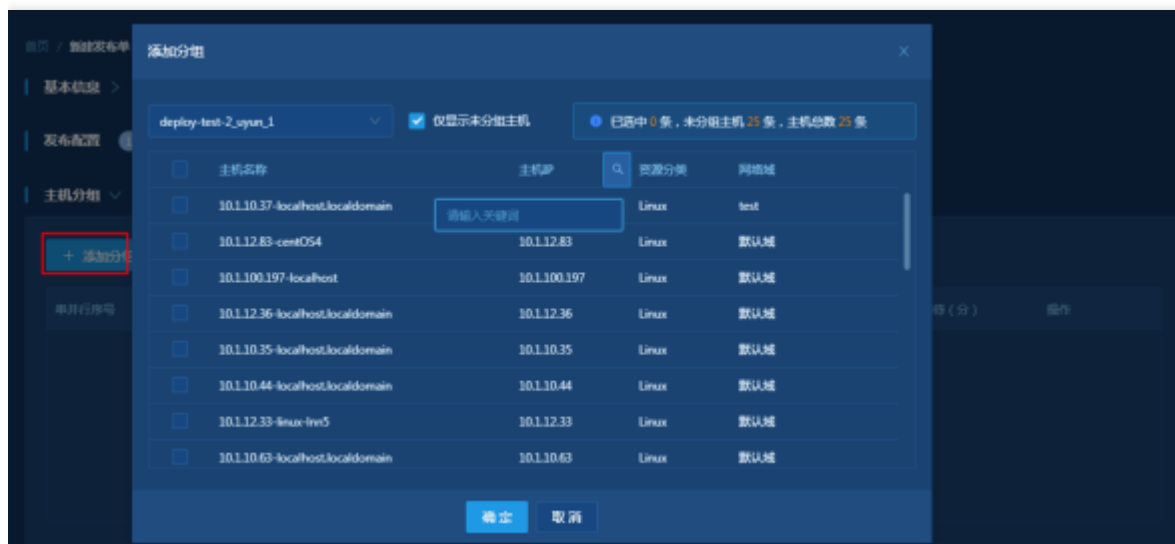 首页 / 新建发布单
添加分组
基本信息
deploy-test-2_uyun_1
仅显示未分组主机
已选中 0 条，未分组主机 25 条，主机总数 25 条
发布配置
主机名称 主机IP 资源分类 网络域
主机分组
10.1.10.37-localhost.localdomain Linux test
请输入关键词
10.1.12.83-centOS4 10.1.12.83 Linux 默认域
+ 添加分组
10.1.100.197-localhost 10.1.100.197 Linux 默认域
串并行序号 操作
10.1.12.36-localhost.localdomain 10.1.12.36 Linux 默认域
10.1.10.35-localhost.localdomain 10.1.10.35 Linux 默认域
10.1.10.44-localhost.localdomain 10.1.10.44 Linux 默认域
10.1.12.33-linux-lnn5 10.1.12.33 Linux 默认域
10.1.10.63-localhost.localdomain 10.1.10.63 Linux 默认域
确定 取消